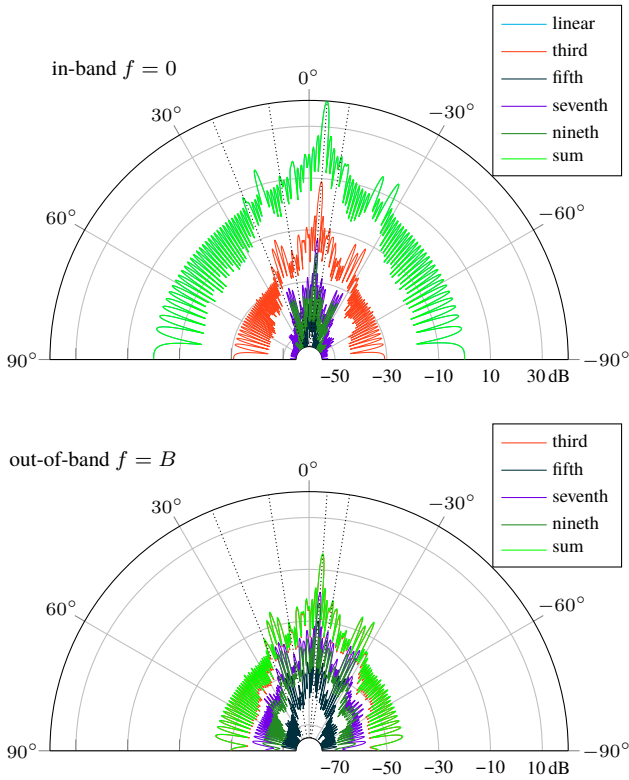 linear
third
fifth
seventh
nineth
sum
in-band f = 0
0°
30°
−30°
60°
−60°
90°
−90°
−50 −30 −10 10 30 dB
third
fifth
seventh
nineth
sum
out-of-band f = B
0°
30°
−30°
60°
−60°
90°
−90°
−70 −50 −30 −10 10 dB